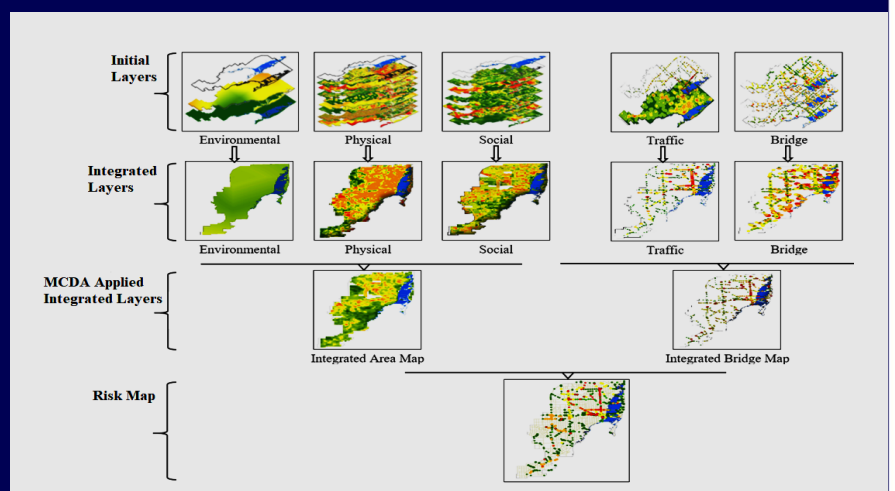 Initial
Layers
Environmental
Physical
Social
Traffic
Bridge
Integrated
Layers
Environmental
Physical
Social
Traffic
Bridge
MCDA Applied
Integrated Layers
Integrated Area Map
Integrated Bridge Map
Risk Map